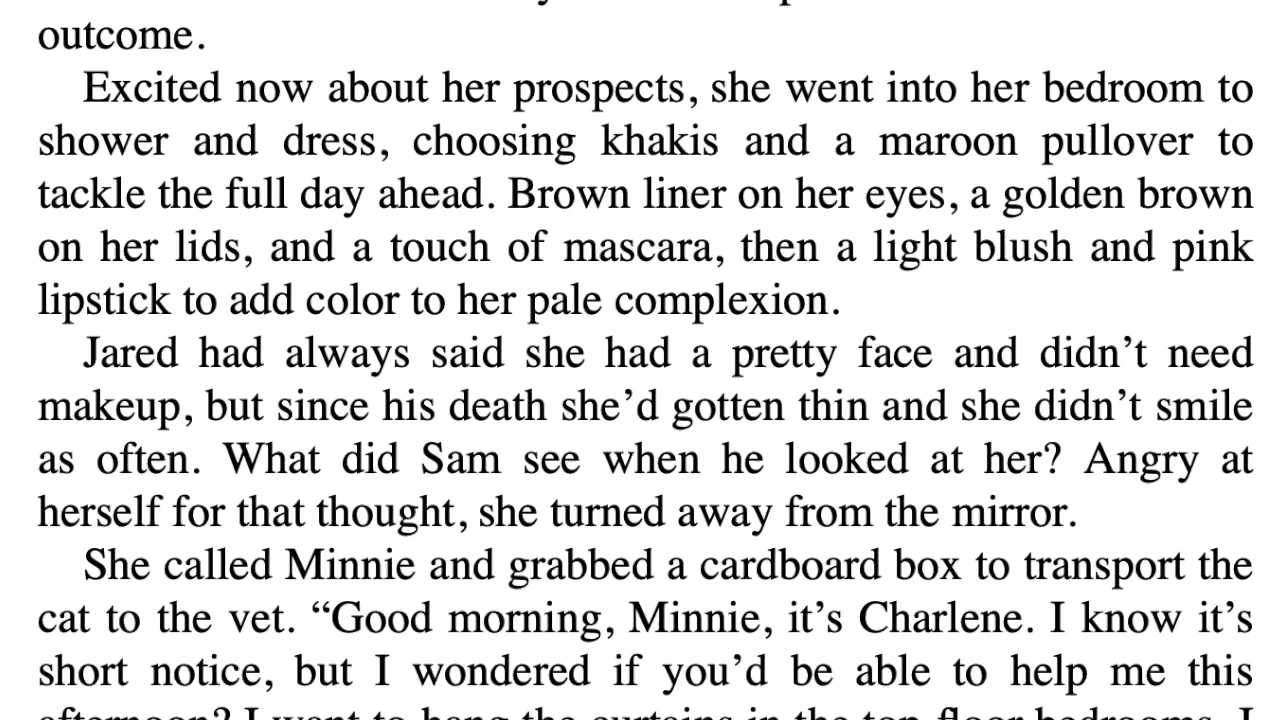 outcome.
Excited now about her prospects, she went into her bedroom to
shower and dress, choosing khakis and a maroon pullover to
tackle the full day ahead. Brown liner on her eyes, a golden brown
on her lids, and a touch of mascara, then a light blush and pink
lipstick to add color to her pale complexion.
Jared had always said she had a pretty face and didn’t need
makeup, but since his death she’d gotten thin and she didn’t smile
as often. What did Sam see when he looked at her? Angry at
herself for that thought, she turned away from the mirror.
She called Minnie and grabbed a cardboard box to transport the
cat to the vet. “Good morning, Minnie, it’s Charlene. I know it’s
short notice, but I wondered if you’d be able to help me this
afternoon? I want to hang the curtains in the top floor bedrooms. I